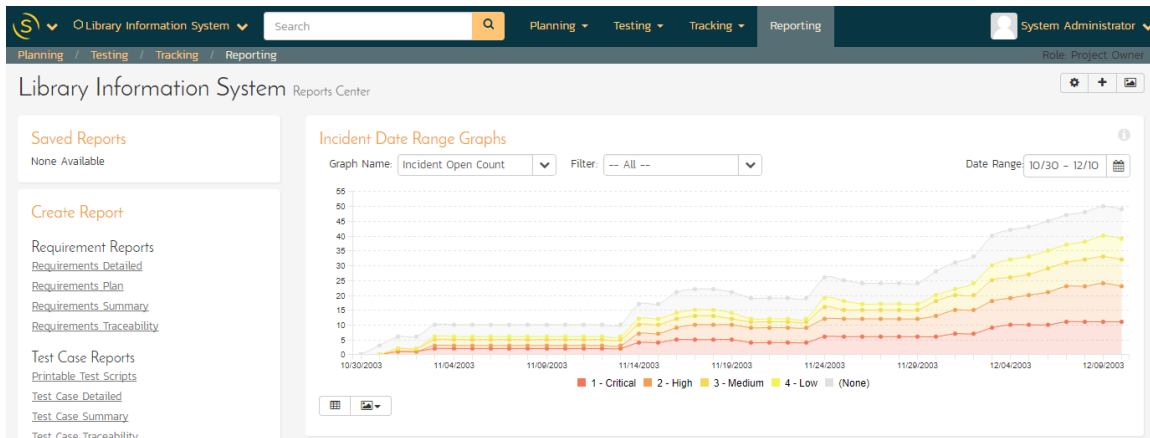 Library Information System
Search
Planning
Testing
Tracking
Reporting
System Administrator
Planning / Testing / Tracking / Reporting
Role: Project Owner
Library Information System Reports Center
Saved Reports
None Available
Create Report
Requirement Reports
Requirements Detailed
Requirements Plan
Requirements Summary
Requirements Traceability
Test Case Reports
Printable Test Scripts
Test Case Detailed
Test Case Summary
Test Case Traceability
Incident Date Range Graphs
Graph Name: Incident Open Count
Filter: -- All --
Date Range: 10/30 - 12/10
55
50
45
40
35
30
25
20
15
10
5
0
10/30/2003 11/04/2003 11/09/2003 11/14/2003 11/19/2003 11/24/2003 11/29/2003 12/04/2003 12/09/2003
1 - Critical 2 - High 3 - Medium 4 - Low (None)